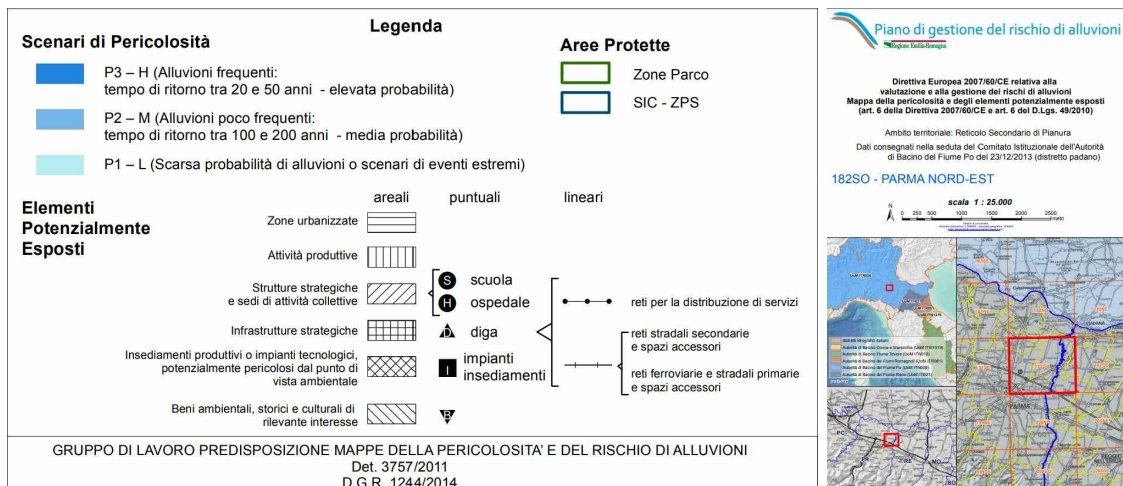 Legenda
Scenari di Pericolosità
P3 – H (Alluvioni frequenti:
tempo di ritorno tra 20 e 50 anni - elevata probabilità)
P2 – M (Alluvioni poco frequenti:
tempo di ritorno tra 100 e 200 anni - media probabilità)
P1 – L (Scarsa probabilità di alluvioni o scenari di eventi estremi)
Aree Protette
Zone Parco
SIC - ZPS
Elementi
Potenzialmente
Esposti
areali
puntuali
lineari
Zone urbanizzate
Attività produttive
Strutture strategiche
e sedi di attività collettive
Infrastrutture strategiche
Insediamenti produttivi o impianti tecnologici,
potenzialmente pericolosi dal punto di
vista ambientale
Beni ambientali, storici e culturali di
rilevante interesse
S scuola
H ospedale
D diga
I impianti
insediamenti
B
reti per la distribuzione di servizi
reti stradali secondarie
e spazi accessori
reti ferroviarie e stradali primarie
e spazi accessori
GRUPPO DI LAVORO PREDISPOSIZIONE MAPPE DELLA PERICOLOSITA' E DEL RISCHIO DI ALLUVIONI
Det. 3757/2011
D.G.R. 1244/2014
Piano di gestione del rischio di alluvioni
Regione Emilia-Romagna
Direttiva Europea 2007/60/CE relativa alla
valutazione e alla gestione dei rischi di alluvioni
Mappa della pericolosità e degli elementi potenzialmente esposti
(art. 6 della Direttiva 2007/60/CE e art. 6 del D.Lgs. 49/2010)
Ambito territoriale: Reticolo Secondario di Pianura
Dati consegnati nella seduta del Comitato Istituzionale dell'Autorità
di Bacino del Fiume Po del 23/12/2013 (distretto padano)
182SO - PARMA NORD-EST
scala 1 : 25.000
N
0 250 500 1000 1500 2000 2500
metri
PARMA
PC
PR
RE
MO
BO